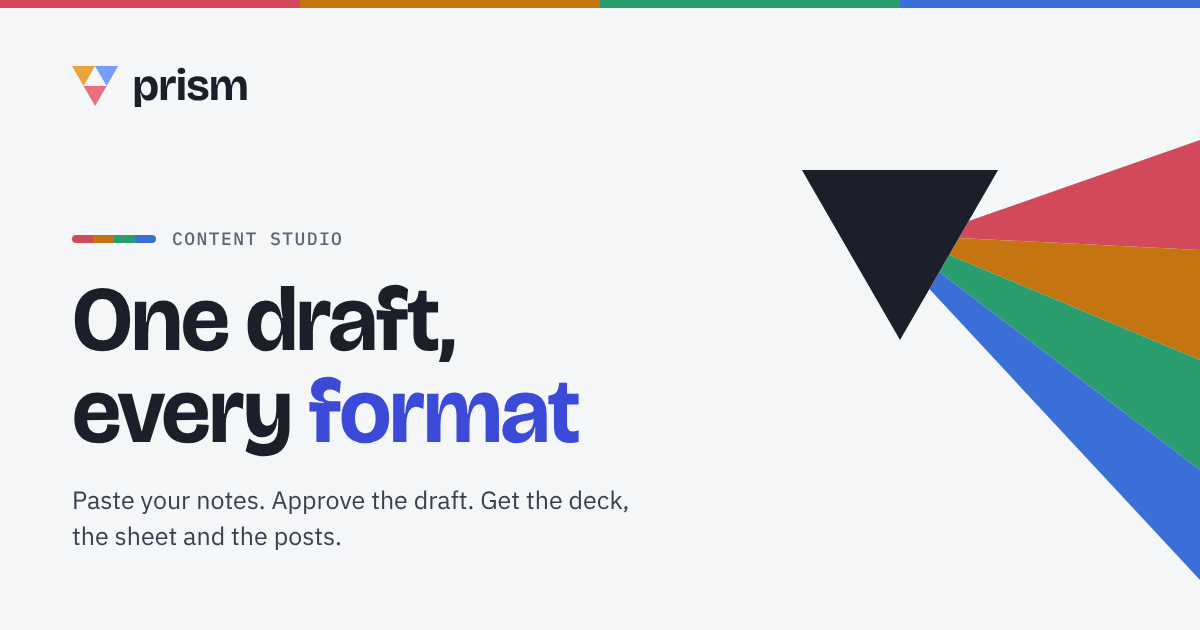 prism
CONTENT STUDIO
One draft,
every format
Paste your notes. Approve the draft. Get the deck,
the sheet and the posts.